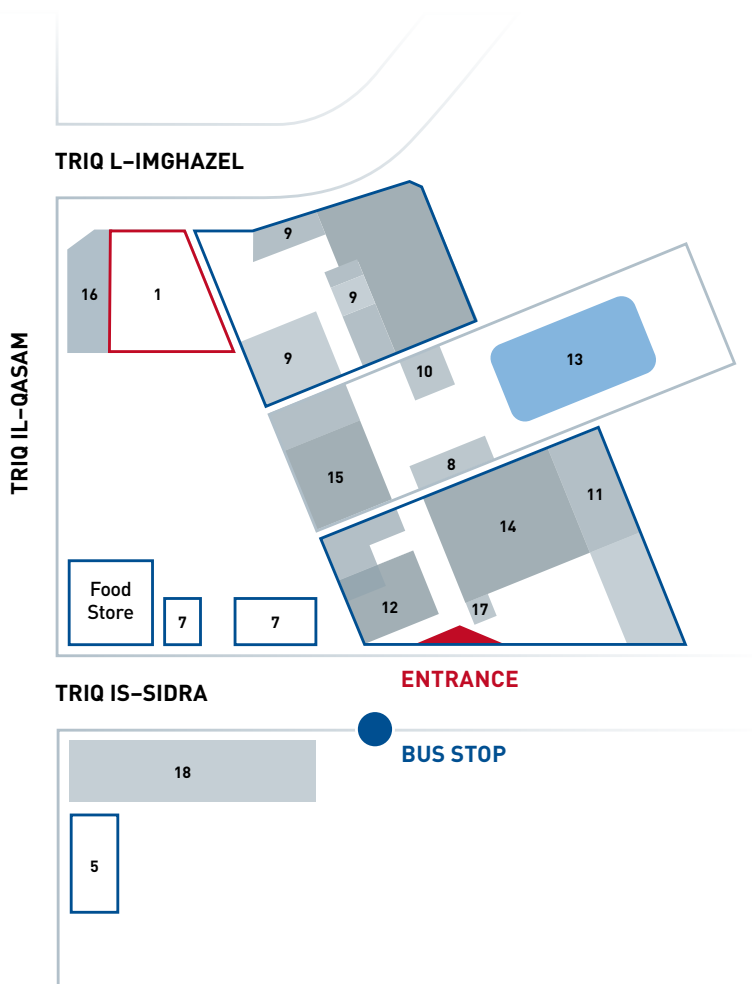 TRIQ L–IMGHAZEL
9
16
1
9
9
10
13
TRIQ IL–QASAM
15
8
11
14
Food
Store
7
7
12
17
ENTRANCE
TRIQ IS–SIDRA
BUS STOP
18
5